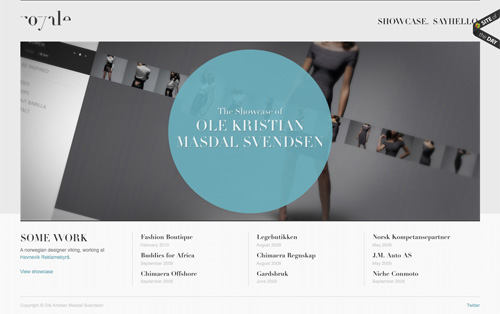 royale
SHOWCASE. SAYHELLO
SITE of
the DAY
The Showcase of
OLE KRISTIAN
MASDAL SVENDSEN
SOME WORK
A norwegian designer viking, working at
Havnevik Reklamebyrå.
View showcase
Fashion Boutique
February 2010
Buddies for Africa
September 2009
Chimaera Offshore
September 2009
Legebutikken
August 2009
Chimaera Regnskap
August 2009
Gardsbruk
June 2009
Norsk Kompetansepartner
May 2009
J.M. Auto AS
May 2009
Niche Conmoto
September 2008
Copyright © Ole Kristian Masdal Svendsen
Twitter